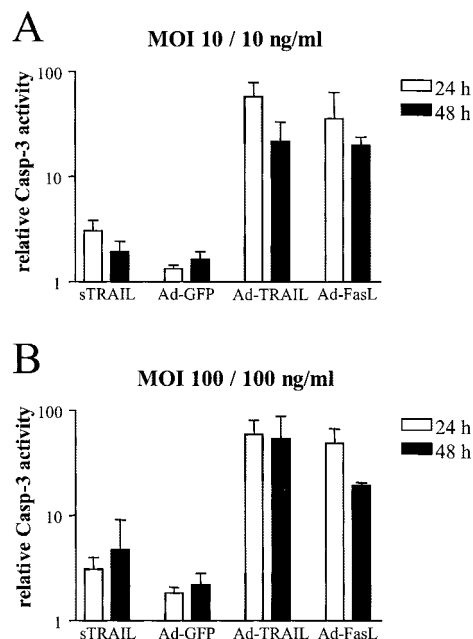 A
MOI 10 / 10 ng/ml
relative Casp-3 activity
100
10
1
24 h
48 h
sTRAIL Ad-GFP Ad-TRAIL Ad-FasL
B
MOI 100 / 100 ng/ml
relative Casp-3 activity
100
10
1
24 h
48 h
sTRAIL Ad-GFP Ad-TRAIL Ad-FasL